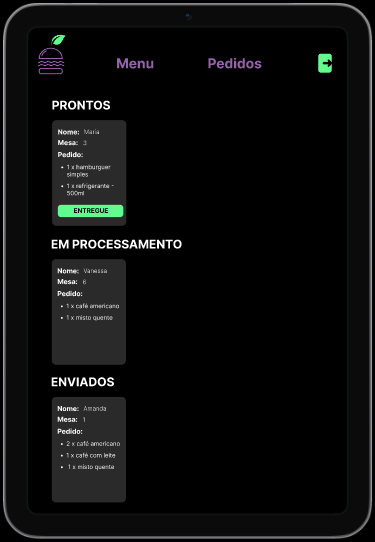 Menu
Pedidos
PRONTOS
Nome: Maria
Mesa: 3
Pedido:
• 1 x hamburguer
simples
• 1 x refrigerante -
500ml
ENTREGUE
EM PROCESSAMENTO
Nome: Vanessa
Mesa: 6
Pedido:
• 1 x café americano
• 1 x misto quente
ENVIADOS
Nome: Amanda
Mesa: 1
Pedido:
• 2 x café americano
• 1 x café com leite
• 1 x misto quente